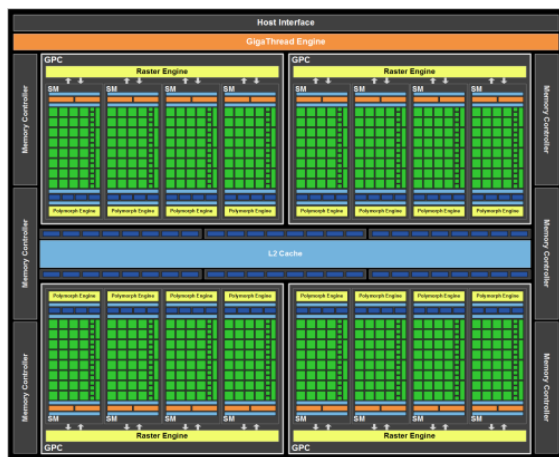 Host Interface
GigaThread Engine
GPC
GPC
Raster Engine
Raster Engine
SM SM SM SM
SM SM SM SM
Polymorph Engine Polymorph Engine Polymorph Engine Polymorph Engine
Polymorph Engine Polymorph Engine Polymorph Engine Polymorph Engine
Memory Controller
Memory Controller
Memory Controller
L2 Cache
Memory Controller
Memory Controller
Memory Controller
Polymorph Engine Polymorph Engine Polymorph Engine Polymorph Engine
Polymorph Engine Polymorph Engine Polymorph Engine Polymorph Engine
SM SM SM SM
SM SM SM SM
Raster Engine
Raster Engine
GPC
GPC